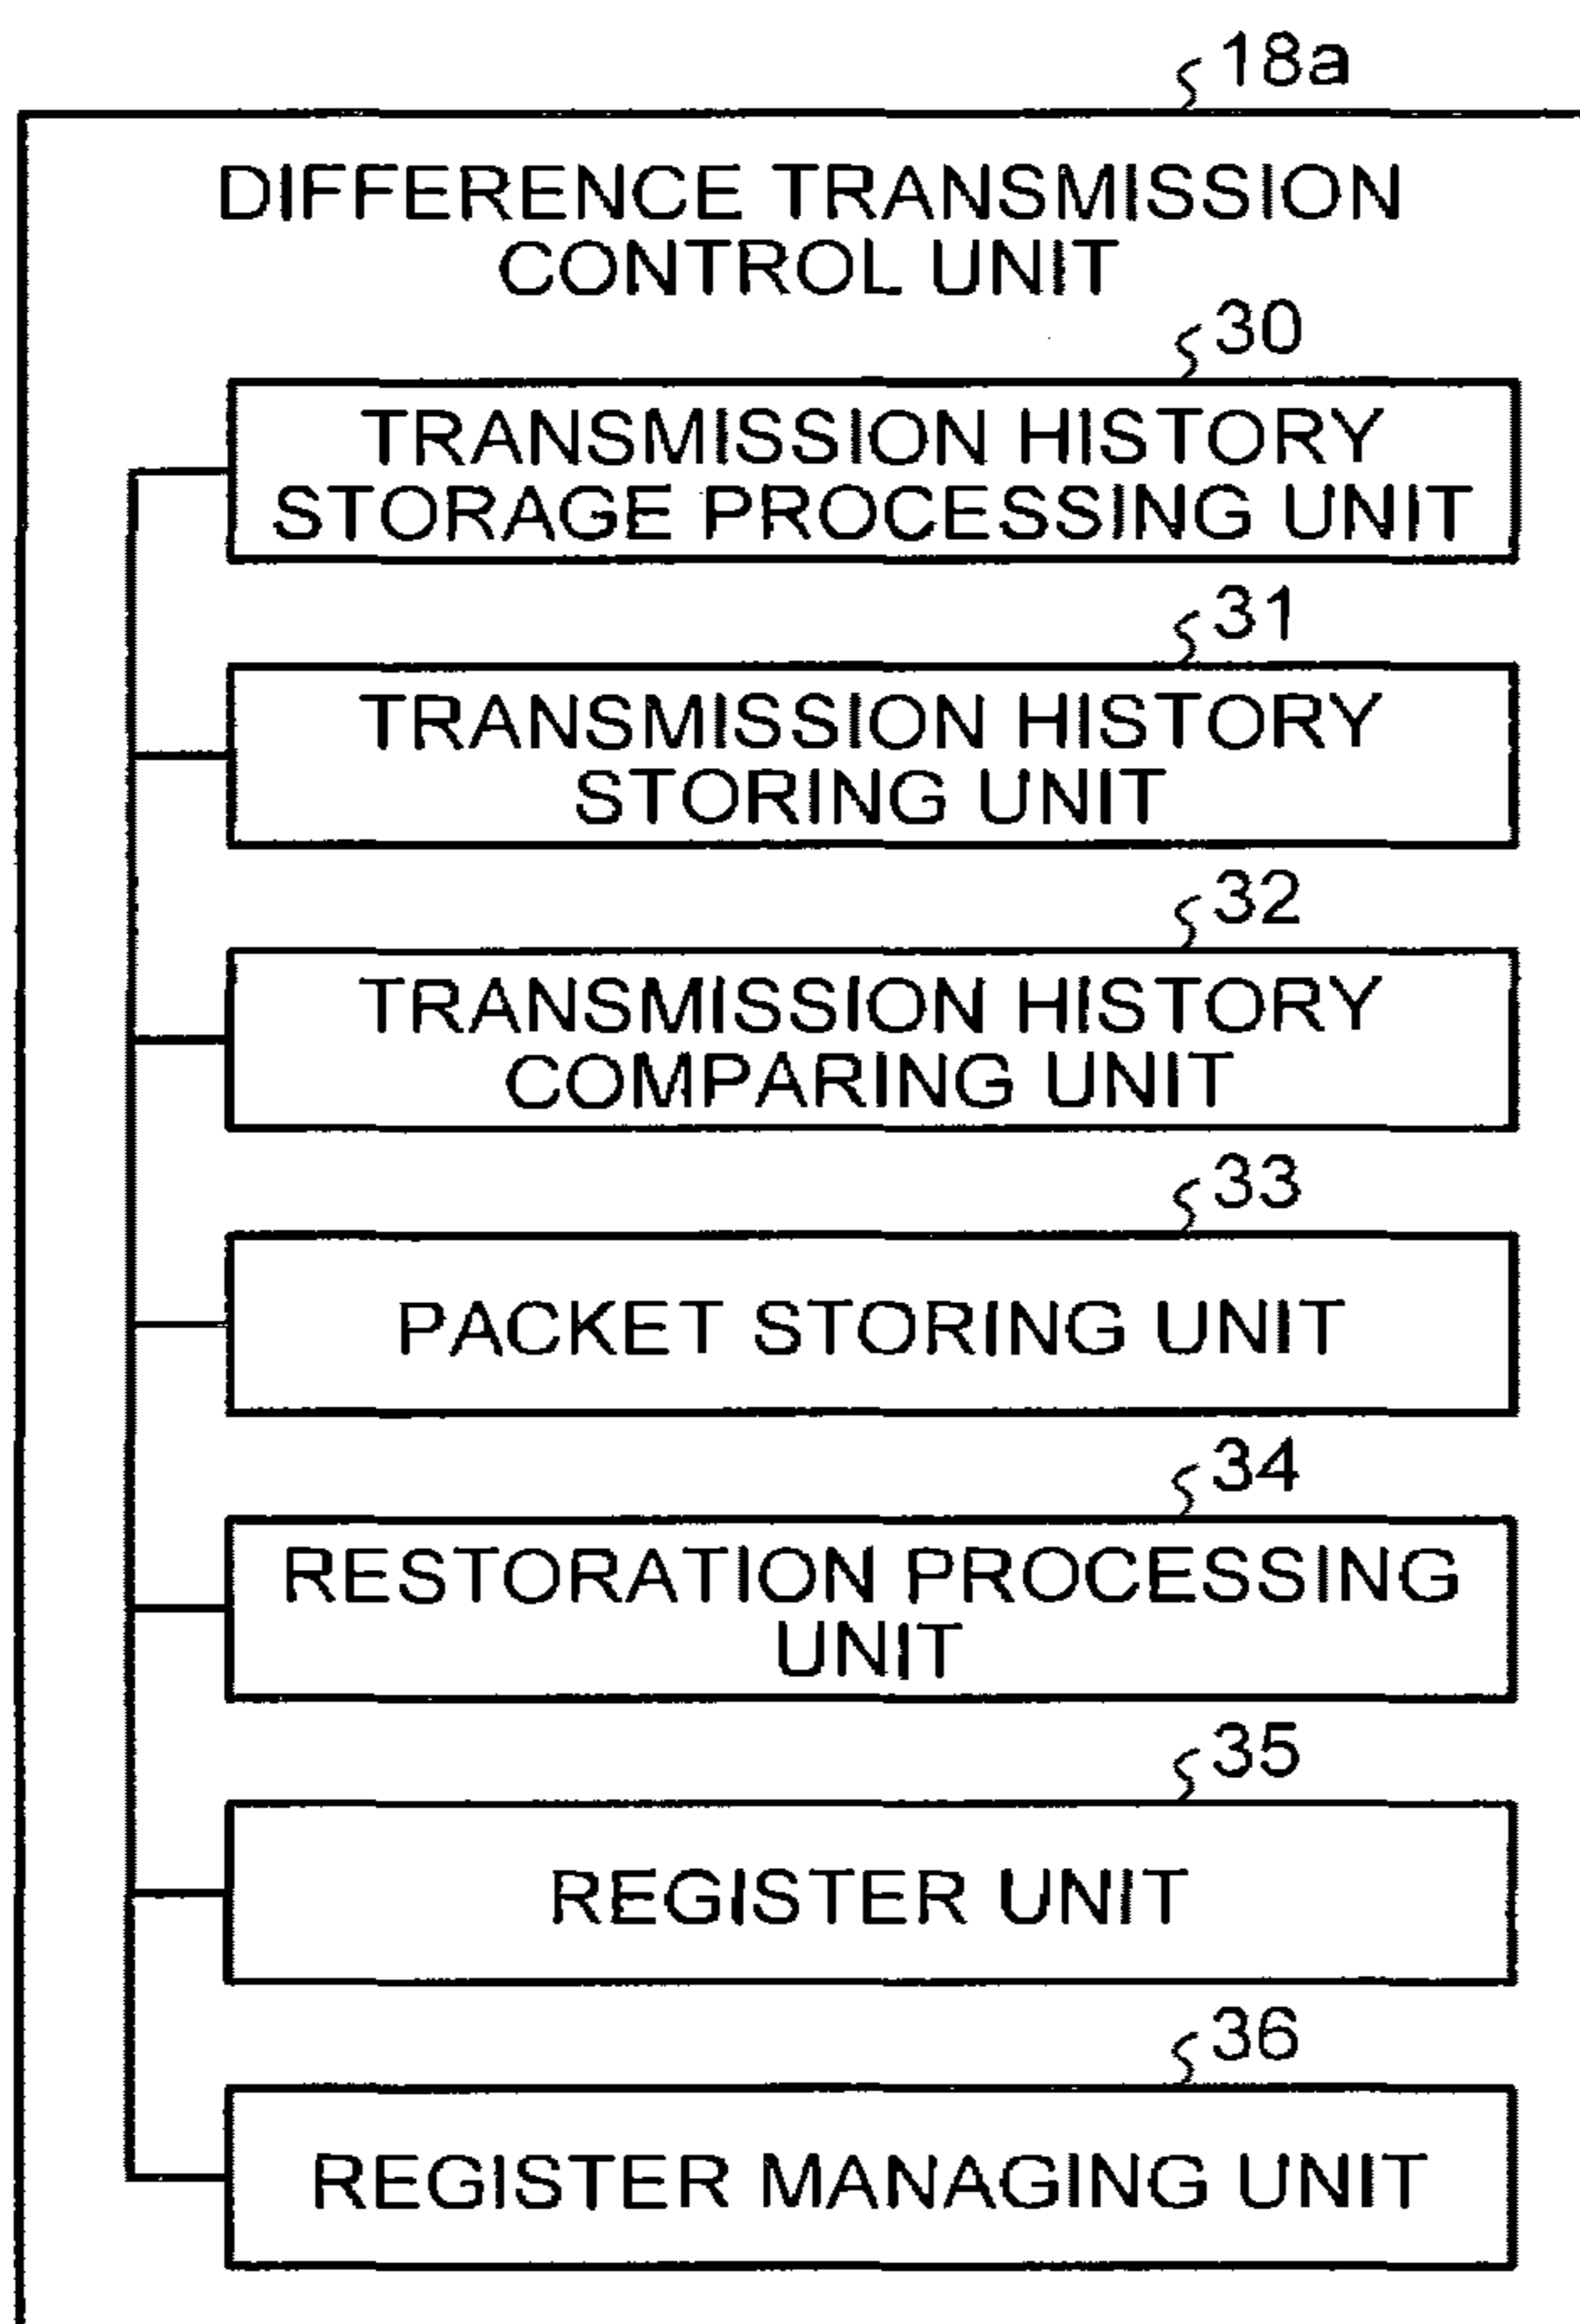 18a
DIFFERENCE TRANSMISSION
CONTROL UNIT
30
TRANSMISSION HISTORY
STORAGE PROCESSING UNIT
31
TRANSMISSION HISTORY
STORING UNIT
32
TRANSMISSION HISTORY
COMPARING UNIT
33
PACKET STORING UNIT
34
RESTORATION PROCESSING
UNIT
35
REGISTER UNIT
36
REGISTER MANAGING UNIT